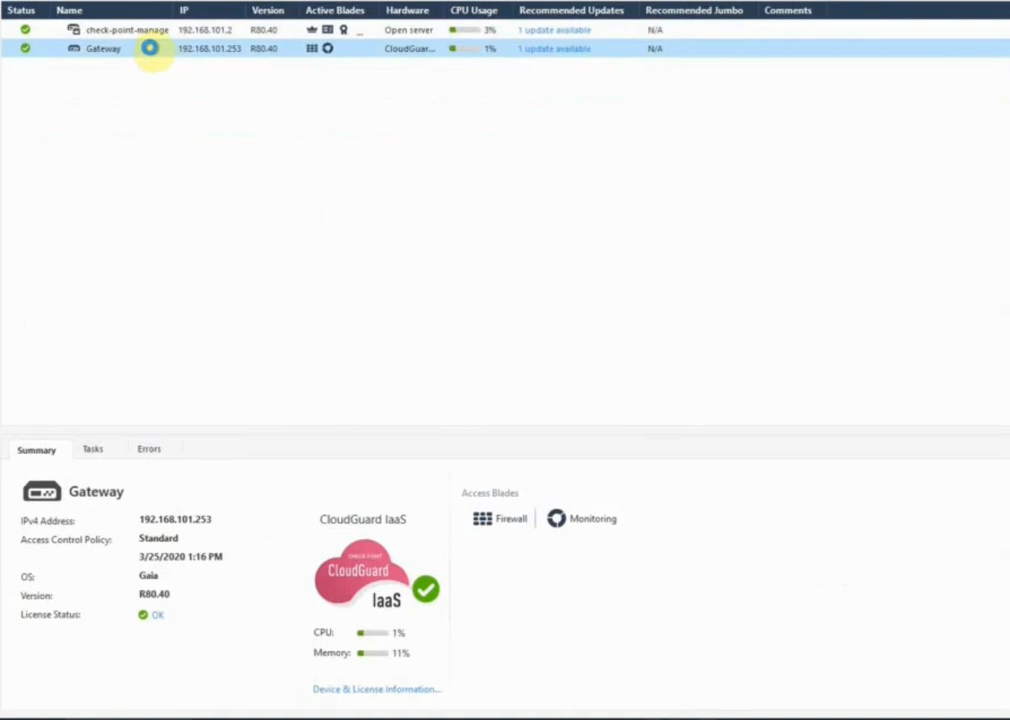 Status Name IP Version Active Blades Hardware CPU Usage Recommended Updates Recommended Jumbo Comments
check-point-manage 192.168.101.2 R80.40 ... Open server 3% 1 update available N/A
Gateway 192.168.101.253 R80.40 CloudGuar... 1% 1 update available N/A
Summary Tasks Errors
Gateway
IPv4 Address: 192.168.101.253
Access Control Policy: Standard
3/25/2020 1:16 PM
OS: Gaia
Version: R80.40
License Status: OK
CloudGuard IaaS
CHECK POINT
CloudGuard
IaaS
CPU: 1%
Memory: 11%
Device & License Information...
Access Blades
Firewall Monitoring